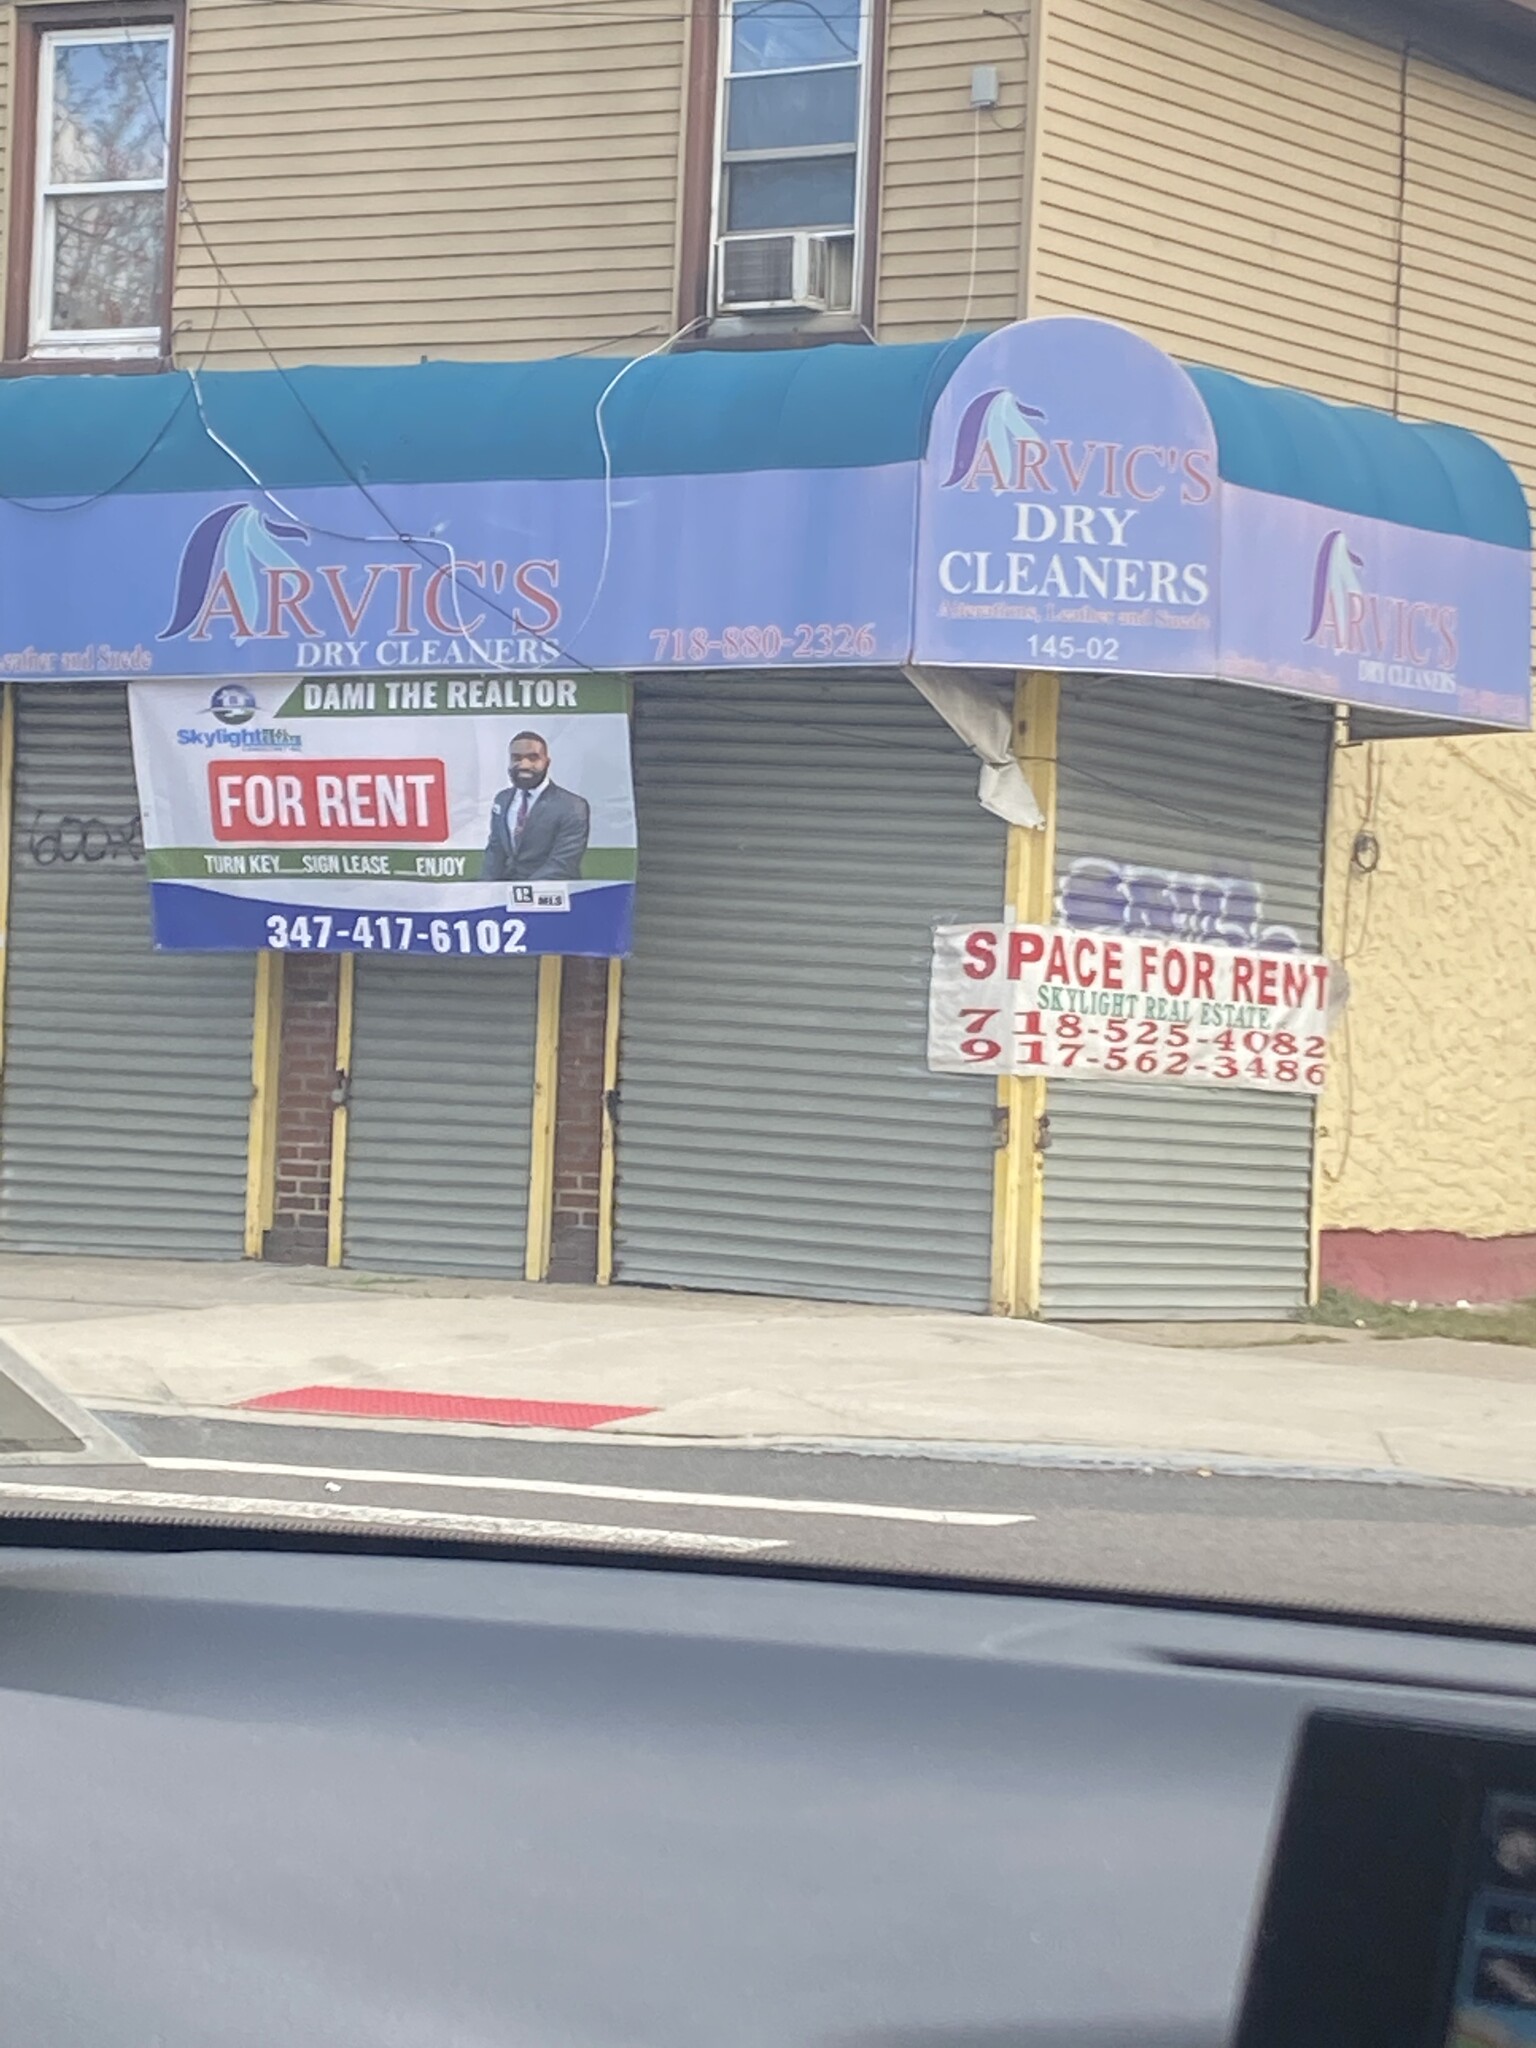 ARVIC'S
DRY CLEANERS
Leather and Suede
718-880-2326
ARVIC'S
DRY
CLEANERS
Alterations, Leather and Suede
145-02
ARVIC'S
DRY CLEANERS
DAMI THE REALTOR
Skylight
FOR RENT
TURN KEY....SIGN LEASE ....ENJOY
MLS
347-417-6102
SPACE FOR RENT
SKYLIGHT REAL ESTATE
718-525-4082
917-562-3486